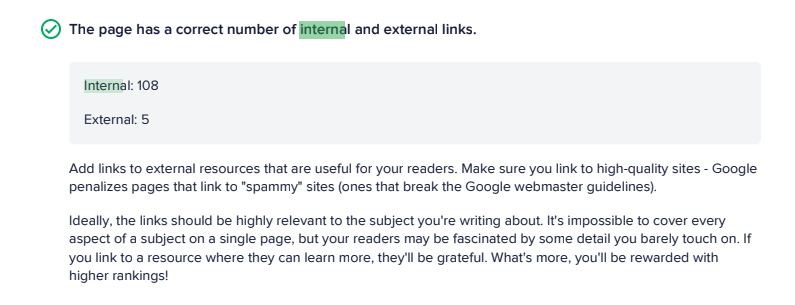 The page has a correct number of internal and external links.
Internal: 108
External: 5
Add links to external resources that are useful for your readers. Make sure you link to high-quality sites - Google
penalizes pages that link to "spammy" sites (ones that break the Google webmaster guidelines).
Ideally, the links should be highly relevant to the subject you're writing about. It's impossible to cover every
aspect of a subject on a single page, but your readers may be fascinated by some detail you barely touch on. If
you link to a resource where they can learn more, they'll be grateful. What's more, you'll be rewarded with
higher rankings!